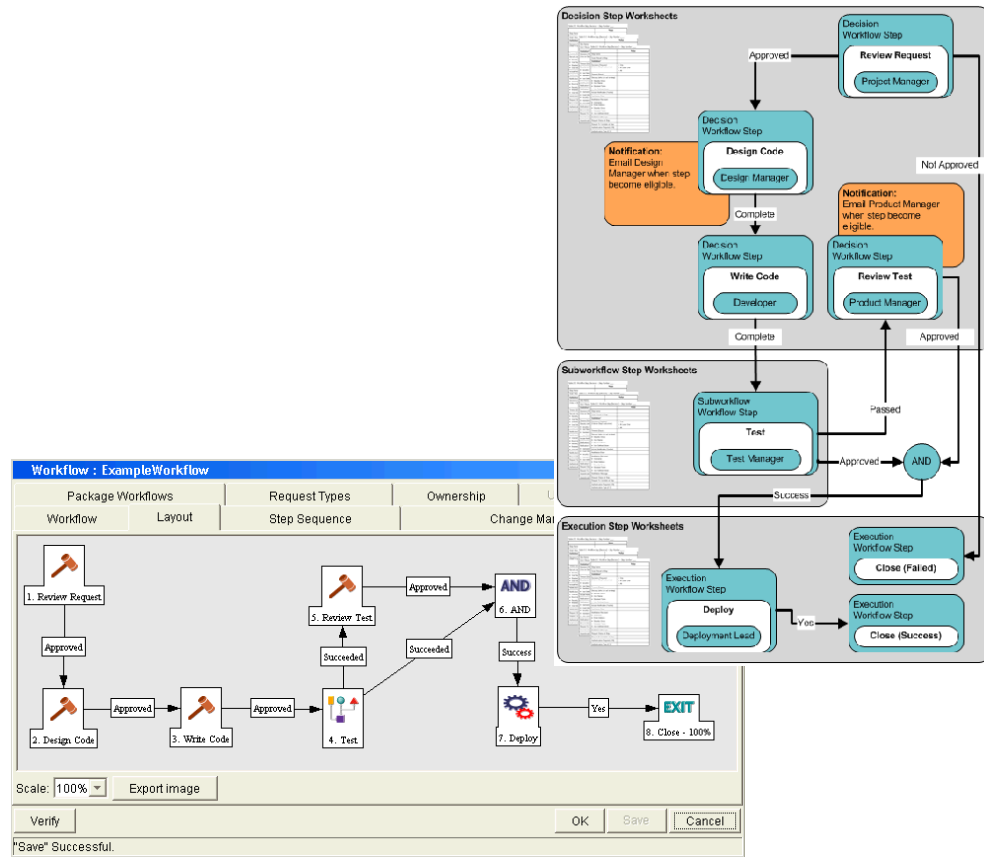 Decision Step Worksheets
Decision
Workflow Step
Review Request
Project Manager
Approved
Decision
Workflow Step
Design Code
Design Manager
Notification:
Email Design
Manager when step
become eligible.
Not Approved
Notification:
Email Product Manager
when step become
eligible.
Complete
Decision
Workflow Step
Write Code
Developer
Decision
Workflow Step
Review Test
Product Manager
Complete
Approved
Subworkflow Step Worksheets
Subworkflow
Workflow Step
Test
Test Manager
Passed
Approved
AND
Success
Execution Step Worksheets
Execution
Workflow Step
Close (Failed)
Execution
Workflow Step
Deploy
Deployment Lead
Yes
Execution
Workflow Step
Close (Success)
Workflow : ExampleWorkflow
Package Workflows
Request Types
Ownership
Workflow
Layout
Step Sequence
Change Mar
1. Review Request
Approved
2. Design Code
Approved
3. Write Code
Approved
4. Test
Succeeded
5. Review Test
Approved
Succeeded
AND
6. AND
Success
7. Deploy
Yes
EXIT
8. Close - 100%
Scale:
100%
Export image
Verify
OK
Save
Cancel
"Save" Successful.